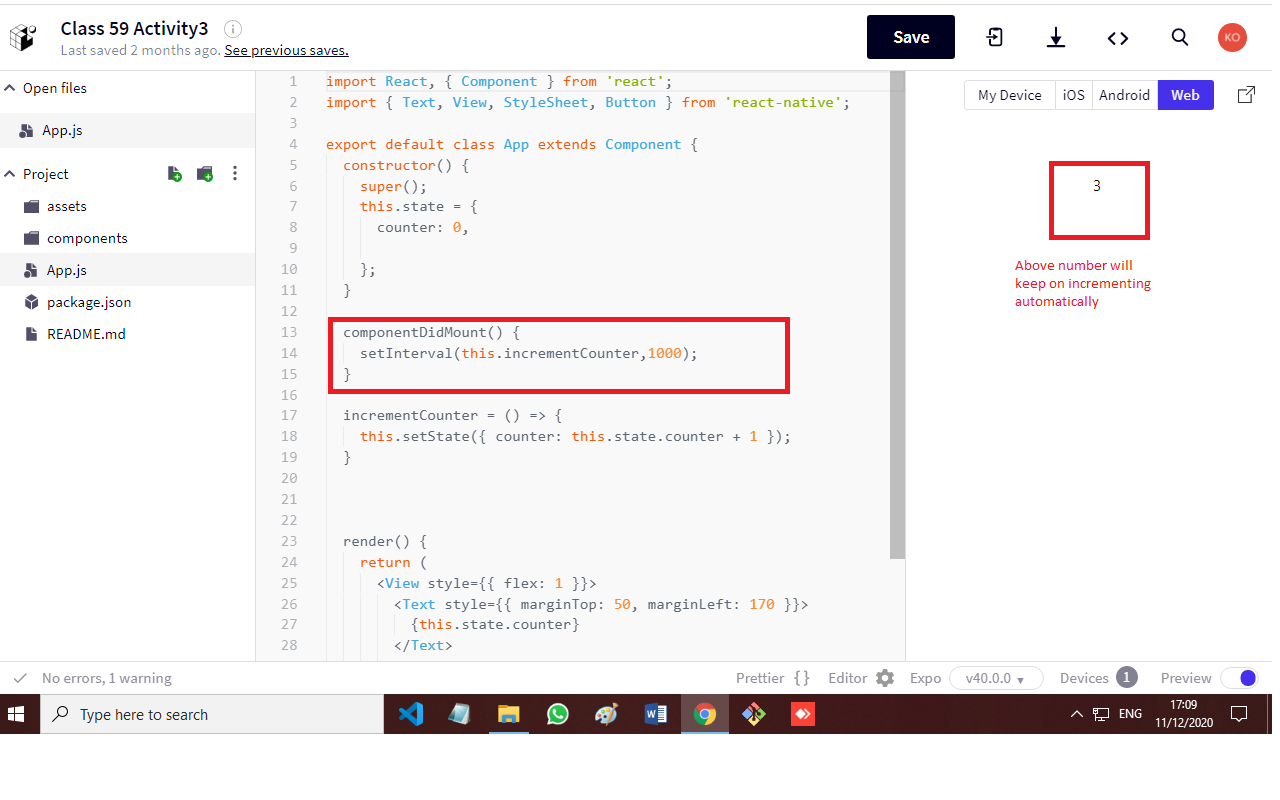 Class 59 Activity3
Last saved 2 months ago. See previous saves.
Save
KO
Open files
App.js
Project
assets
components
App.js
package.json
README.md
1 import React, { Component } from 'react';
2 import { Text, View, StyleSheet, Button } from 'react-native';
3
4 export default class App extends Component {
5 constructor() {
6 super();
7 this.state = {
8 counter: 0,
9
10 };
11 }
12
13 componentDidMount() {
14 setInterval(this.incrementCounter,1000);
15 }
16
17 incrementCounter = () => {
18 this.setState({ counter: this.state.counter + 1 });
19 }
20
21
22
23 render() {
24 return (
25 <View style={{ flex: 1 }}>
26 <Text style={{ marginTop: 50, marginLeft: 170 }}>
27 {this.state.counter}
28 </Text>
My Device iOS Android Web
3
Above number will
keep on incrementing
automatically
No errors, 1 warning
Prettier {} Editor Expo v40.0.0 Devices 1 Preview
Type here to search
ENG
17:09
11/12/2020